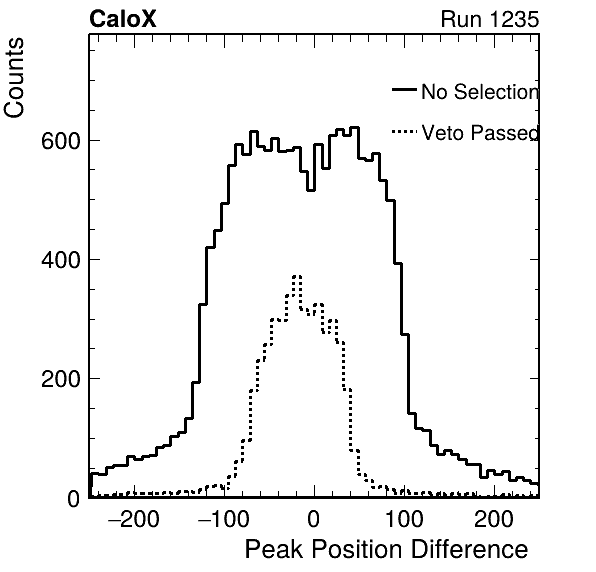 CaloX Run 1235
Counts
No Selection
Veto Passed
600
400
200
0
−200 −100 0 100 200
Peak Position Difference